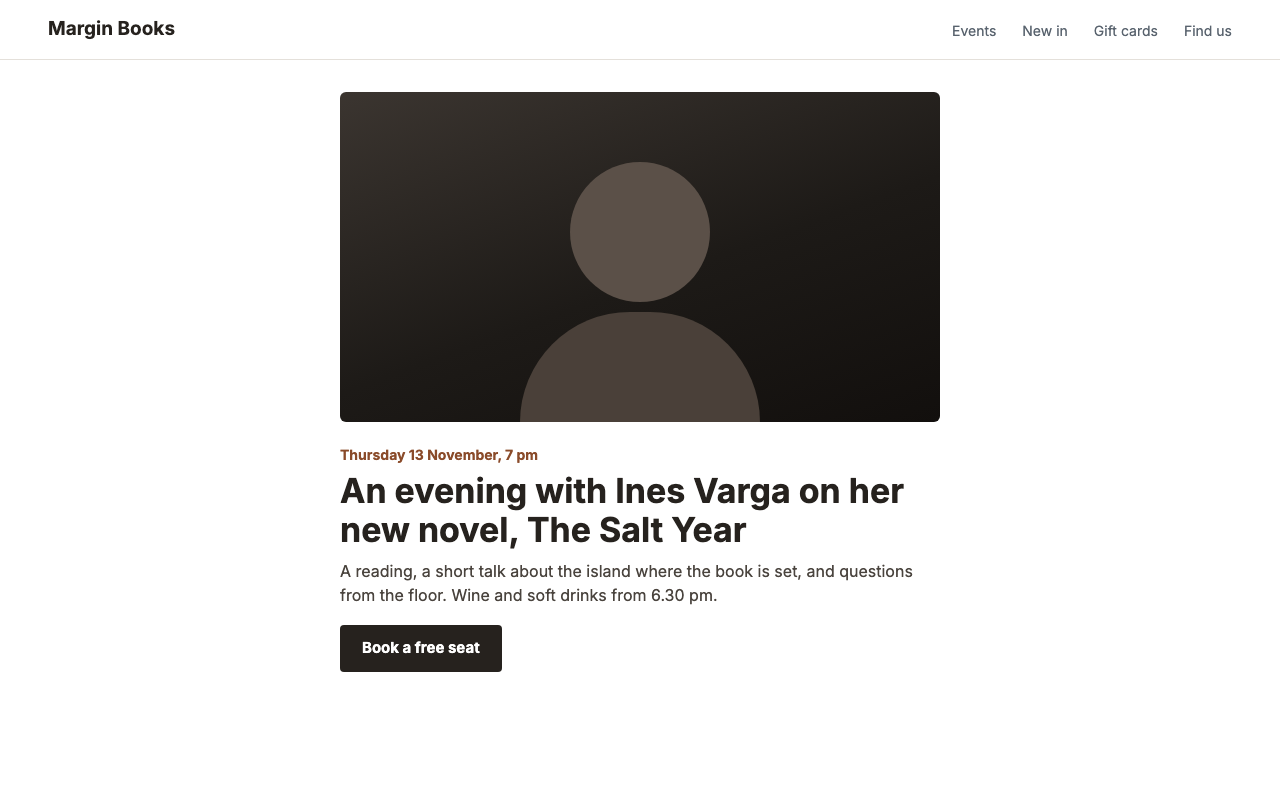 Margin Books
Events New in Gift cards Find us
Thursday 13 November, 7 pm
An evening with Ines Varga on her
new novel, The Salt Year
A reading, a short talk about the island where the book is set, and questions
from the floor. Wine and soft drinks from 6.30 pm.
Book a free seat